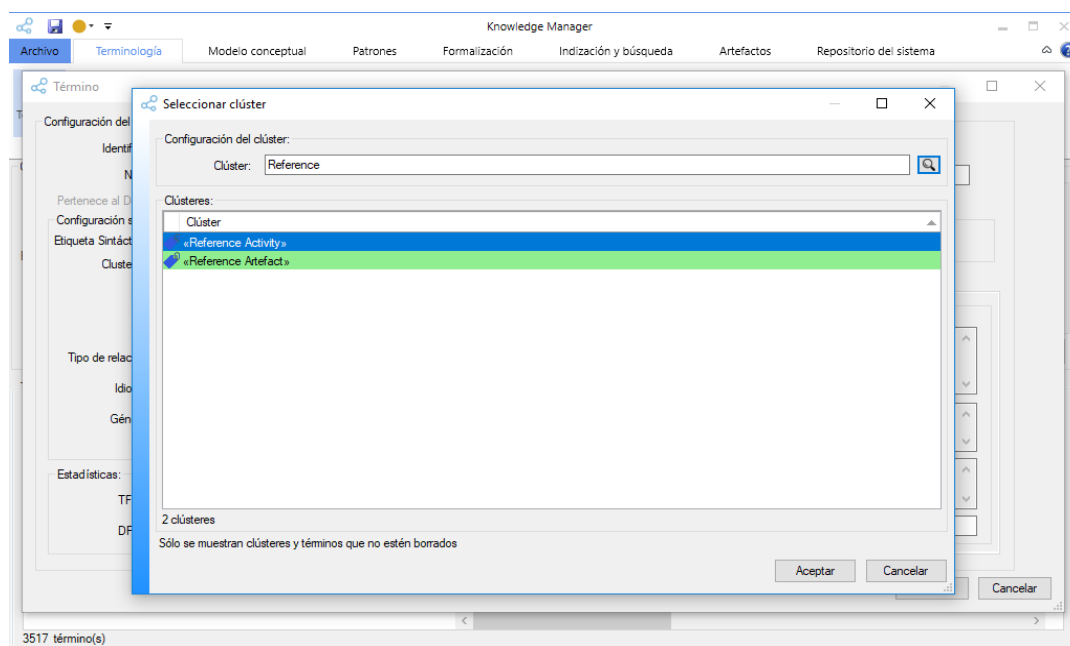 Knowledge Manager
Archivo Terminología Modelo conceptual Patrones Formalización Indización y búsqueda Artefactos Repositorio del sistema
Término
Seleccionar clúster
Configuración del
Configuración del clúster:
Clúster: Reference
Pertenece al D
Clústeres:
Configuración s
Clúster
Etiqueta Sintáct
«Reference Activity»
Cluste
«Reference Artefact»
Tipo de relac
Idio
Gén
Estadísticas:
TF
2 clústeres
DF
Sólo se muestran clústeres y términos que no estén borrados
Aceptar Cancelar
Cancelar
3517 término(s)